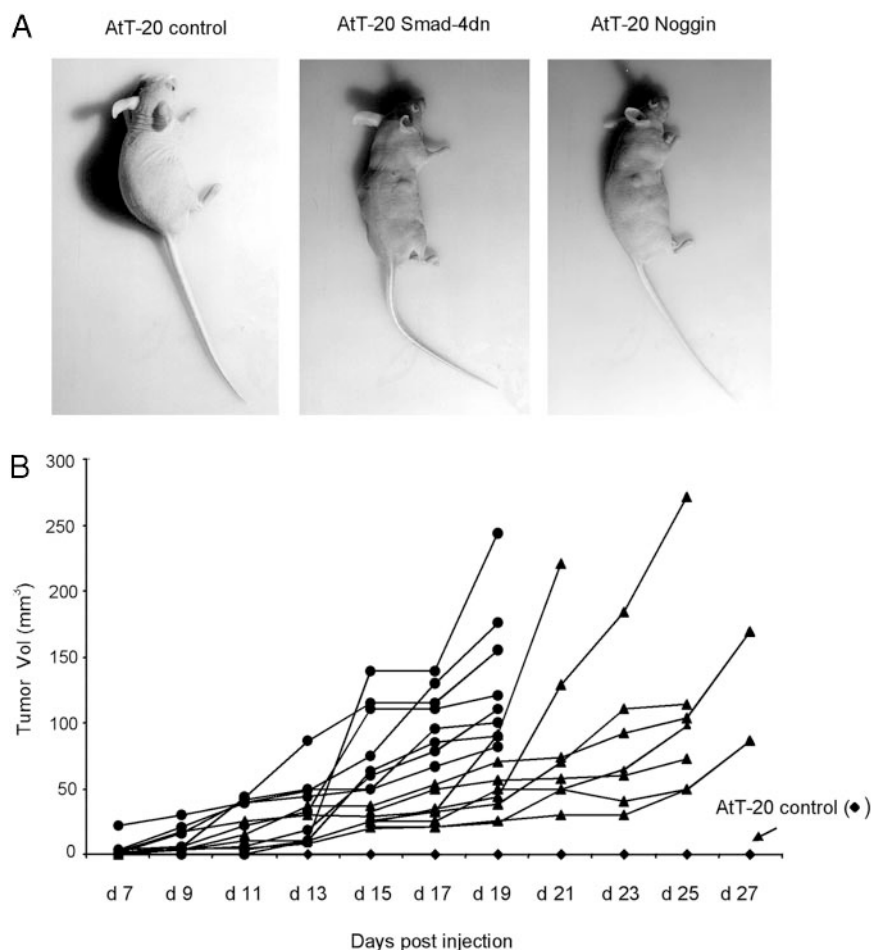 A
AtT-20 control
AtT-20 Smad-4dn
AtT-20 Noggin
B
Tumor Vol (mm³)
300
250
200
150
100
50
0
AtT-20 control (♦)
d 7 d 9 d 11 d 13 d 15 d 17 d 19 d 21 d 23 d 25 d 27
Days post injection